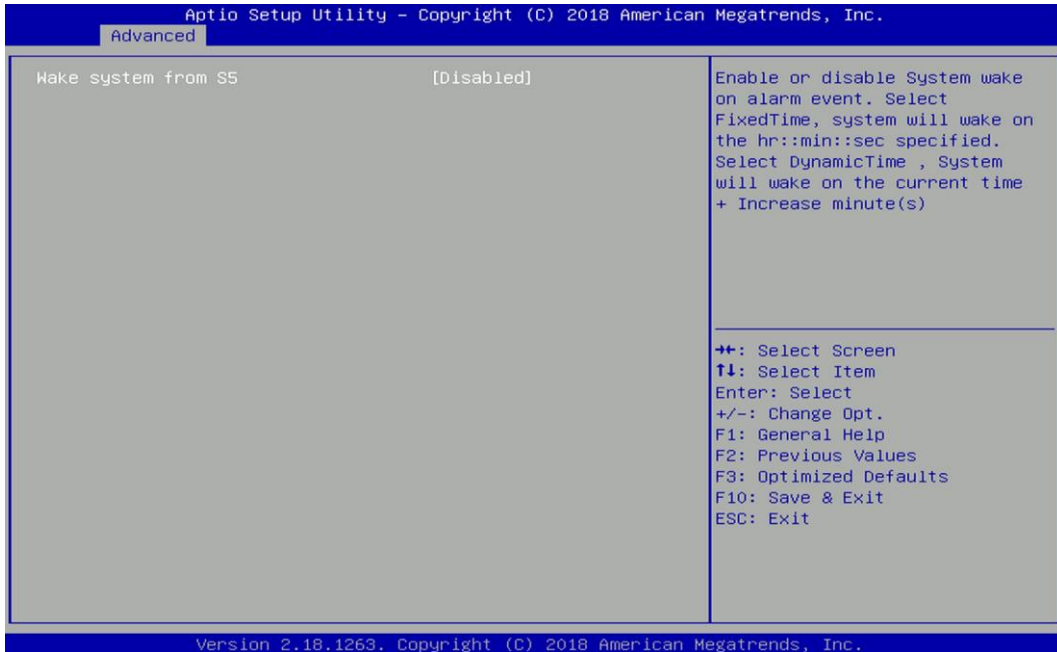 Aptio Setup Utility – Copyright (C) 2018 American Megatrends, Inc.
Advanced
Wake system from S5 [Disabled]
Enable or disable System wake
on alarm event. Select
FixedTime, system will wake on
the hr::min::sec specified.
Select DynamicTime , System
will wake on the current time
+ Increase minute(s)
→←: Select Screen
↑↓: Select Item
Enter: Select
+/-: Change Opt.
F1: General Help
F2: Previous Values
F3: Optimized Defaults
F10: Save & Exit
ESC: Exit
Version 2.18.1263. Copyright (C) 2018 American Megatrends, Inc.